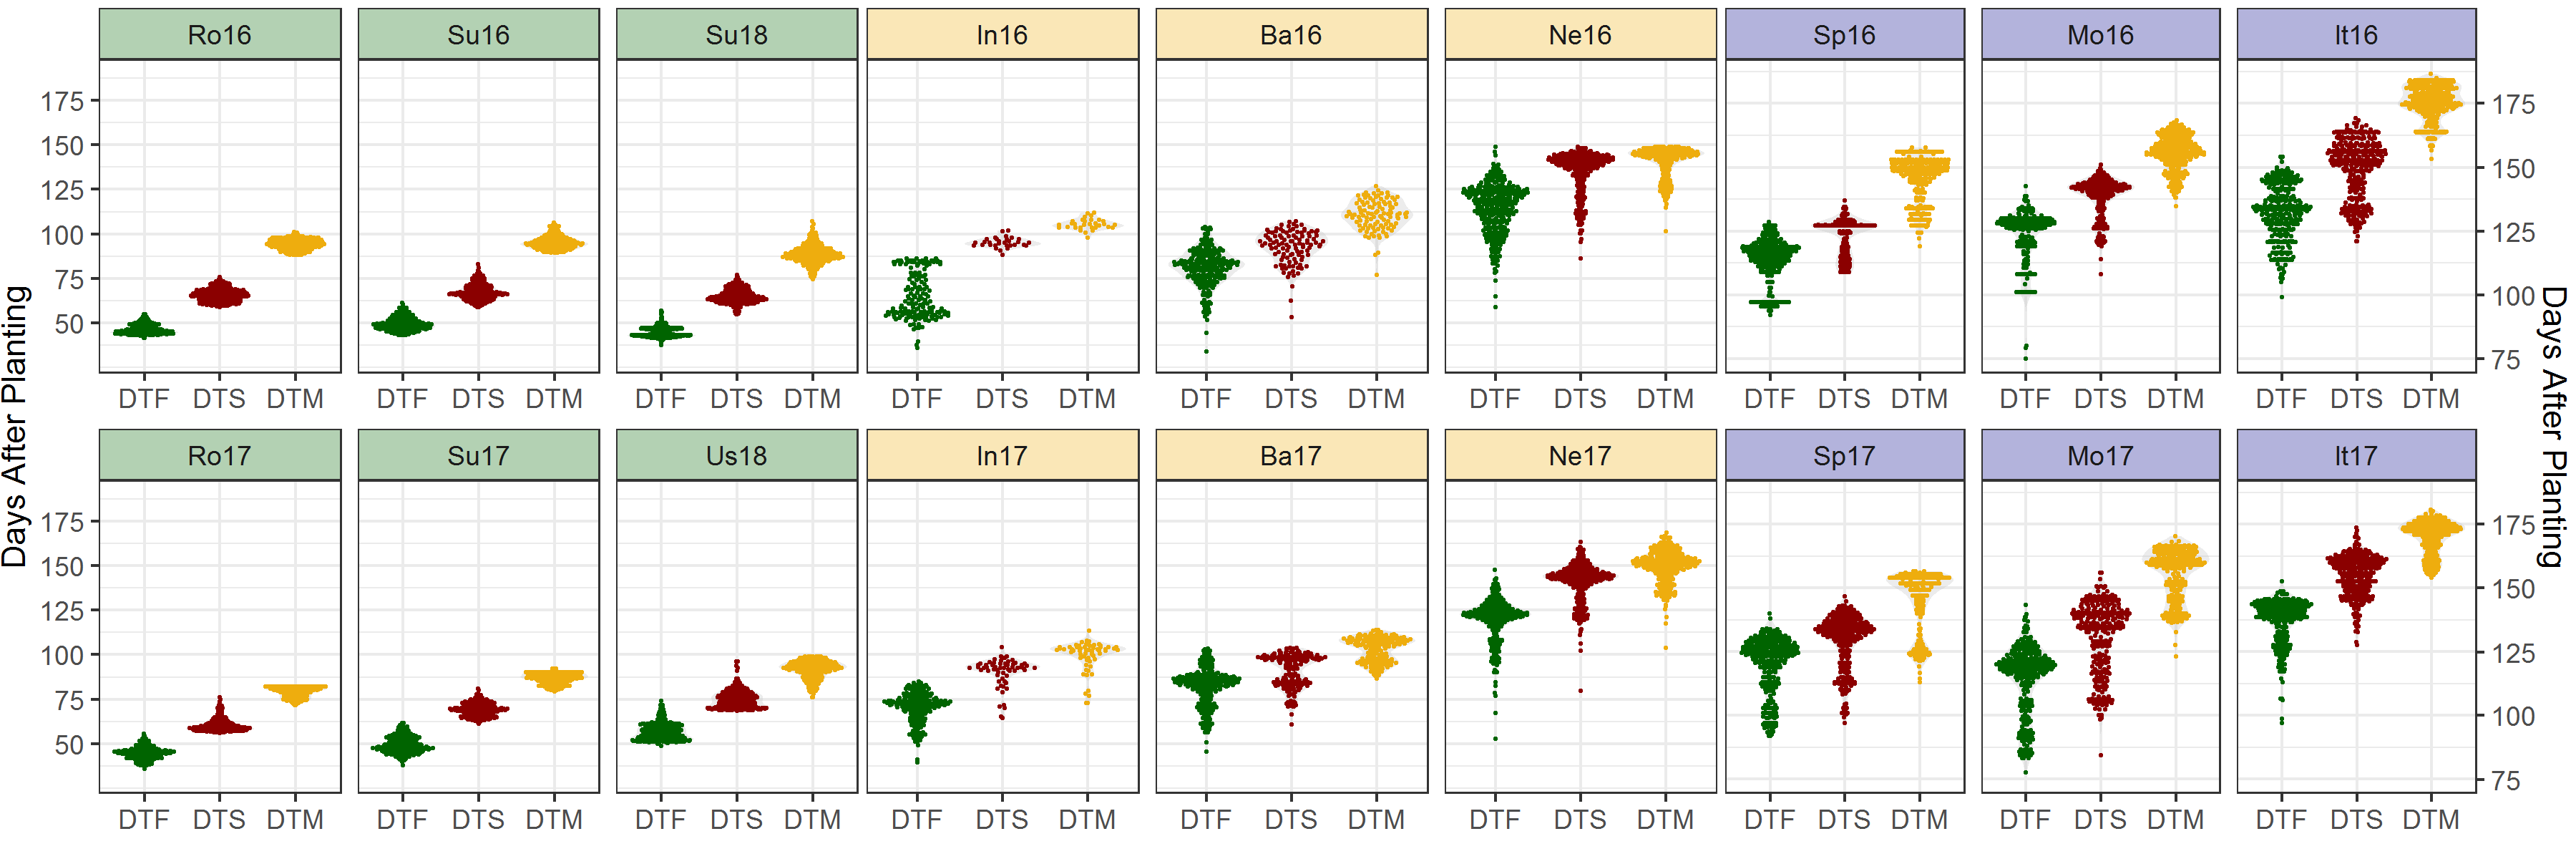 Ro16 Su16 Su18 In16 Ba16 Ne16 Sp16 Mo16 It16
175 175
150 150
125 125
100 100
75 75
50
DTF DTS DTM DTF DTS DTM DTF DTS DTM DTF DTS DTM DTF DTS DTM DTF DTS DTM DTF DTS DTM DTF DTS DTM DTF DTS DTM
Days After Planting
Days After Planting
Ro17 Su17 Us18 In17 Ba17 Ne17 Sp17 Mo17 It17
175 175
150 150
125 125
100 100
75 75
50
DTF DTS DTM DTF DTS DTM DTF DTS DTM DTF DTS DTM DTF DTS DTM DTF DTS DTM DTF DTS DTM DTF DTS DTM DTF DTS DTM